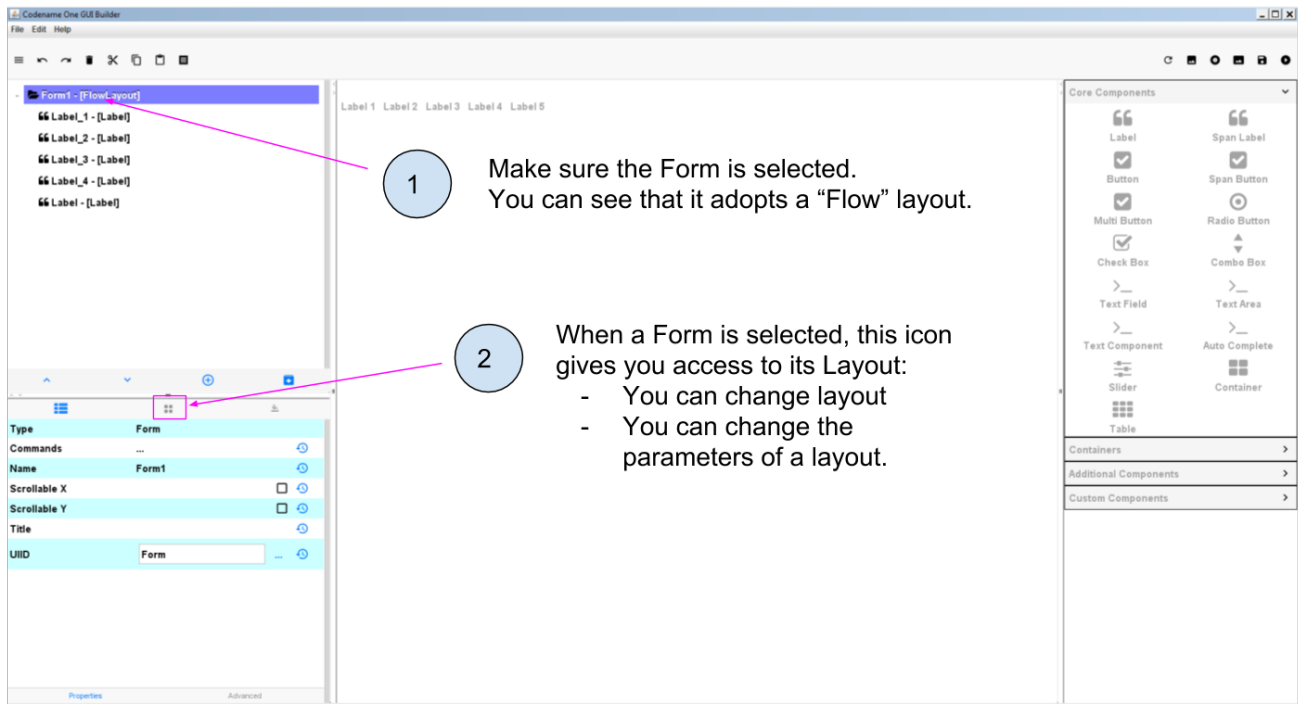 Codename One GUI Builder
File Edit Help
Form1 - [FlowLayout]
Label_1 - [Label]
Label_2 - [Label]
Label_3 - [Label]
Label_4 - [Label]
Label - [Label]
Label 1 Label 2 Label 3 Label 4 Label 5
1
Make sure the Form is selected.
You can see that it adopts a “Flow” layout.
2
When a Form is selected, this icon
gives you access to its Layout:
- You can change layout
- You can change the
parameters of a layout.
Type Form
Commands ...
Name Form1
Scrollable X
Scrollable Y
Title
UIID Form ...
Properties Advanced
Core Components
Label Span Label
Button Span Button
Multi Button Radio Button
Check Box Combo Box
Text Field Text Area
Text Component Auto Complete
Slider Container
Table
Containers
Additional Components
Custom Components